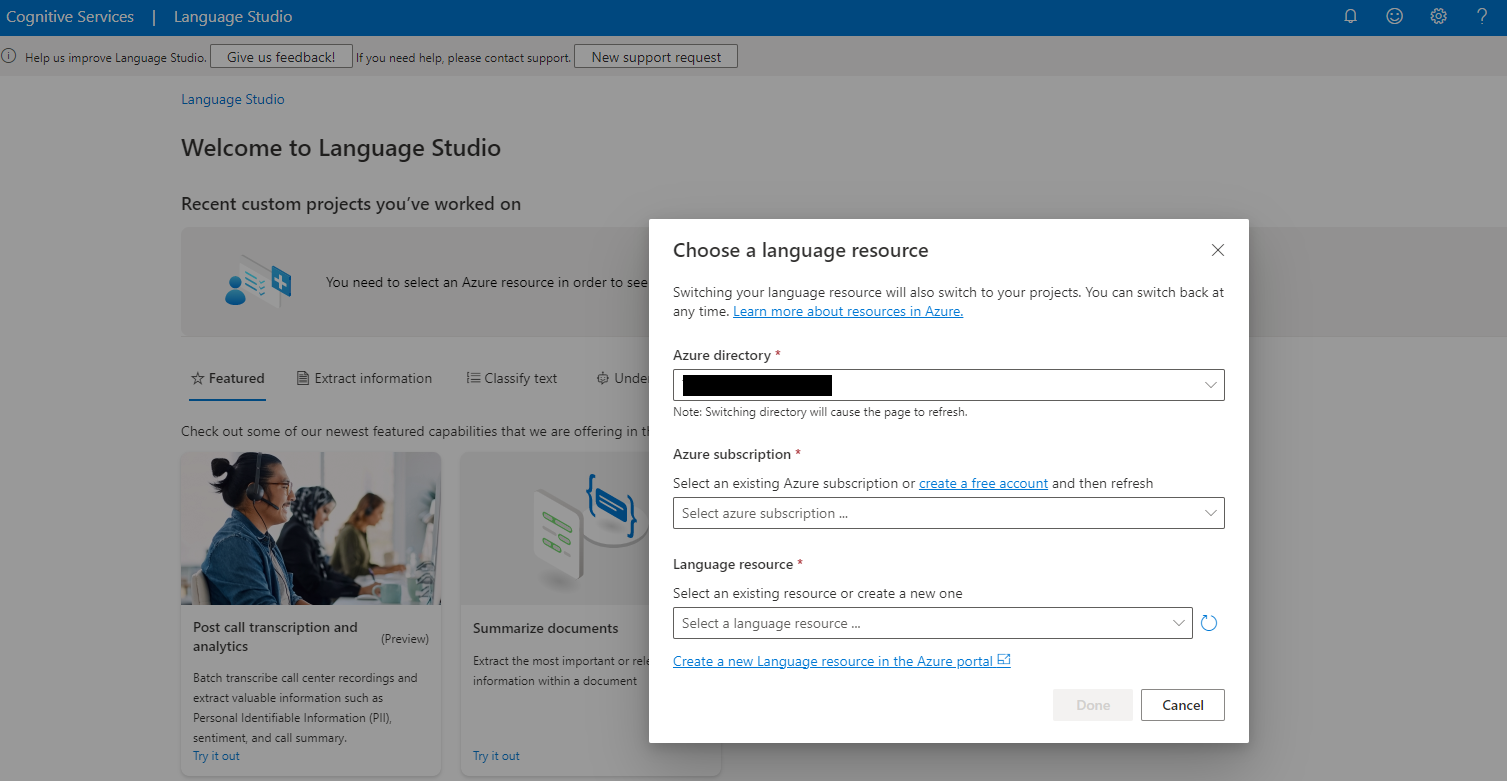 Cognitive Services | Language Studio
Help us improve Language Studio. Give us feedback! If you need help, please contact support. New support request
Language Studio
Welcome to Language Studio
Recent custom projects you've worked on
You need to select an Azure resource in order to see
Featured Extract information Classify text Under
Check out some of our newest featured capabilities that we are offering in th
Post call transcription and
analytics
(Preview)
Batch transcribe call center recordings and
extract valuable information such as
Personal Identifiable Information (PII),
sentiment, and call summary.
Try it out
Summarize documents
Extract the most important or rele
information within a document
Try it out
Choose a language resource
Switching your language resource will also switch to your projects. You can switch back at
any time. Learn more about resources in Azure.
Azure directory *
Note: Switching directory will cause the page to refresh.
Azure subscription *
Select an existing Azure subscription or create a free account and then refresh
Select azure subscription ...
Language resource *
Select an existing resource or create a new one
Select a language resource ...
Create a new Language resource in the Azure portal
Done Cancel